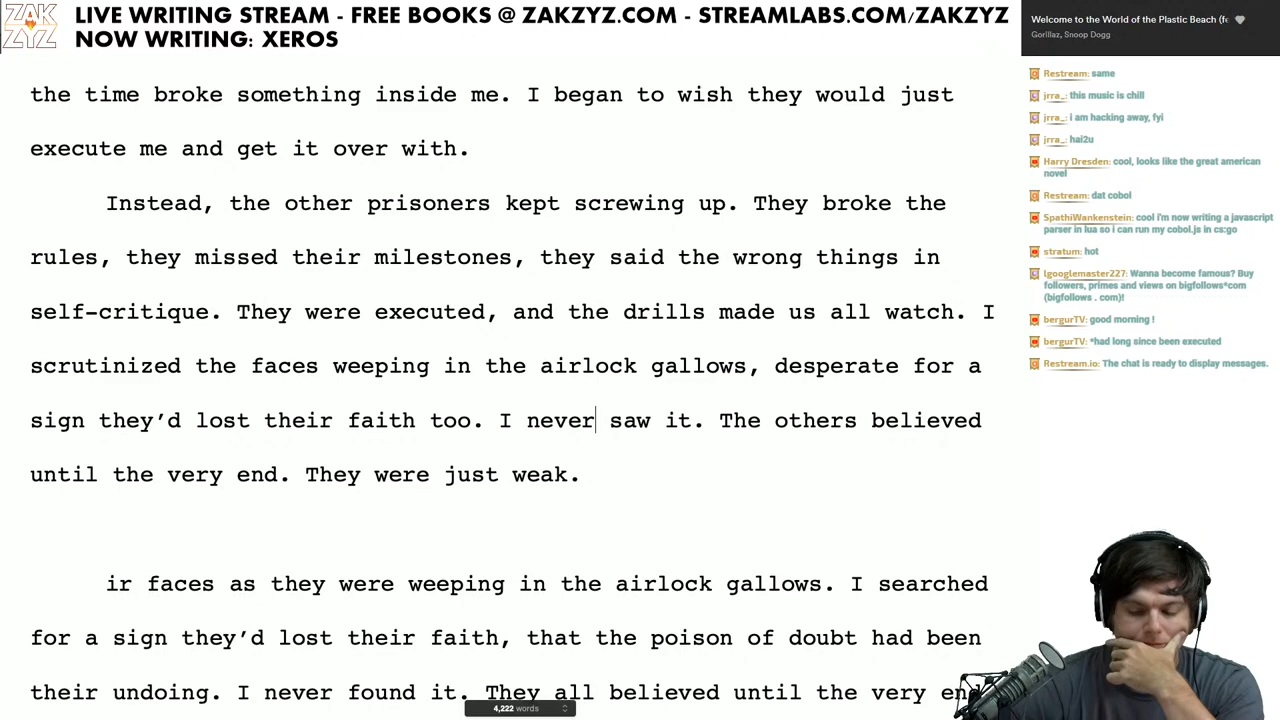 ZAK
ZYZ
LIVE WRITING STREAM - FREE BOOKS @ ZAKZYZ.COM - STREAMLABS.COM/ZAKZYZ
NOW WRITING: XEROS
the time broke something inside me. I began to wish they would just
execute me and get it over with.
Instead, the other prisoners kept screwing up. They broke the
rules, they missed their milestones, they said the wrong things in
self-critique. They were executed, and the drills made us all watch. I
scrutinized the faces weeping in the airlock gallows, desperate for a
sign they’d lost their faith too. I never saw it. The others believed
until the very end. They were just weak.
ir faces as they were weeping in the airlock gallows. I searched
for a sign they’d lost their faith, that the poison of doubt had been
their undoing. I never found it. They all believed until the very end
4,222 words
Welcome to the World of the Plastic Beach (fe
Gorillaz, Snoop Dogg
Restream: same
jrra_: this music is chill
jrra_: i am hacking away, fyi
jrra_: hai2u
Harry Dresden: cool, looks like the great american
novel
Restream: dat cobol
SpathiWankenstein: cool i'm now writing a javascript
parser in lua so i can run my cobol.js in cs:go
stratum: hot
lgooglemaster227: Wanna become famous? Buy
followers, primes and views on bigfollows*com
(bigfollows . com)!
bergurTV: good morning !
bergurTV: *had long since been executed
Restream.io: The chat is ready to display messages.